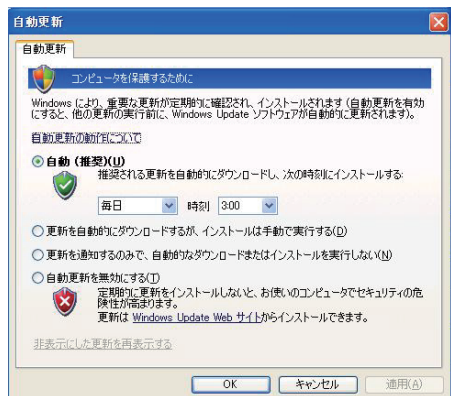 自動更新
自動更新
コンピュータを保護するために
Windows により、重要な更新が定期的に確認され、インストールされます (自動更新を有効
にすると、他の更新の実行前に、Windows Update ソフトウェアが自動的に更新されます)。
自動更新の動作について
自動 (推奨)(U)
推奨される更新を自動的にダウンロードし、次の時刻にインストールする:
毎日 時刻 3:00
更新を自動的にダウンロードするが、インストールは手動で実行する(D)
更新を通知するのみで、自動的なダウンロードまたはインストールを実行しない(N)
自動更新を無効にする(T)
定期的に更新をインストールしないと、お使いのコンピュータでセキュリティの危
険性が高まります。
更新は Windows Update Web サイトからインストールできます。
非表示にした更新を再表示する
OK キャンセル 適用(A)